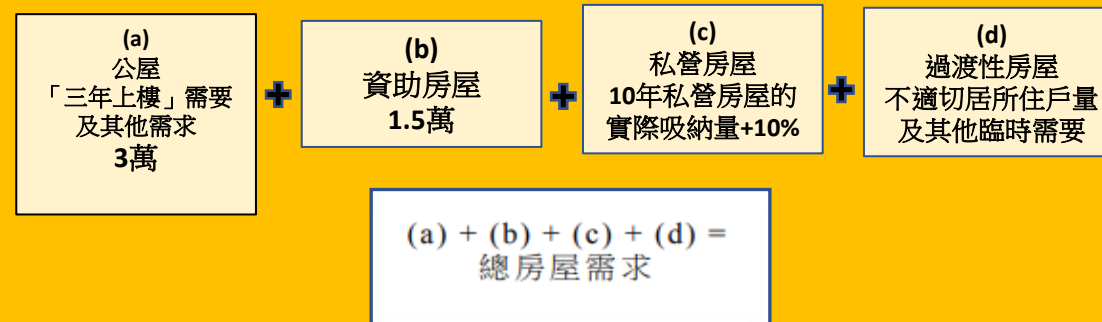 (a)
公屋
「三年上樓」需要
及其他需求
3萬
(b)
資助房屋
1.5萬
(c)
私營房屋
10年私營房屋的
實際吸納量+10%
(d)
過渡性房屋
不適切居所住戶量
及其他臨時需要
(a) + (b) + (c) + (d) =
總房屋需求